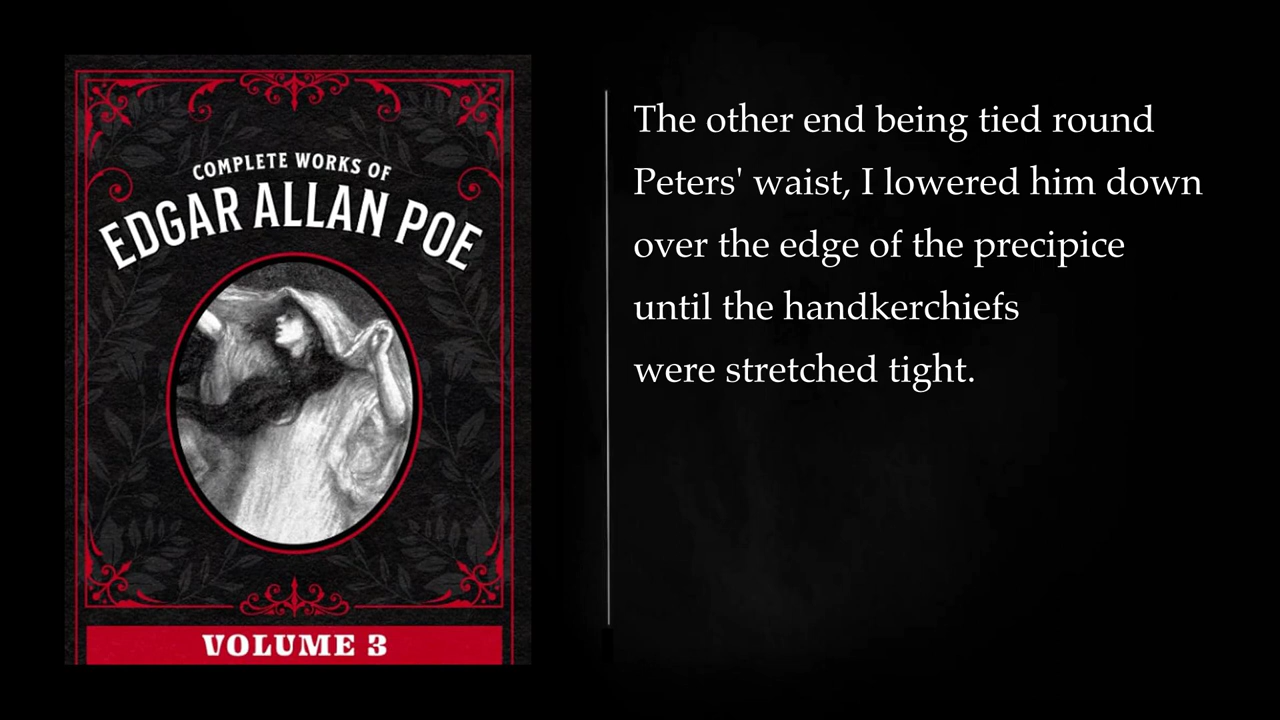 COMPLETE WORKS OF
EDGAR ALLAN POE
VOLUME 3
The other end being tied round
Peters' waist, I lowered him down
over the edge of the precipice
until the handkerchiefs
were stretched tight.